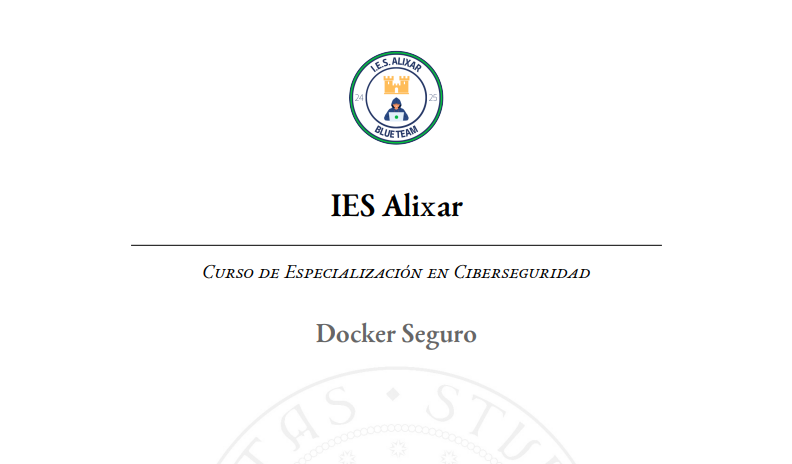 I.E.S. ALIXAR
24 25
BLUE TEAM
IES Alixar
Curso de Especialización en Ciberseguridad
Docker Seguro
TAS ◆ STU